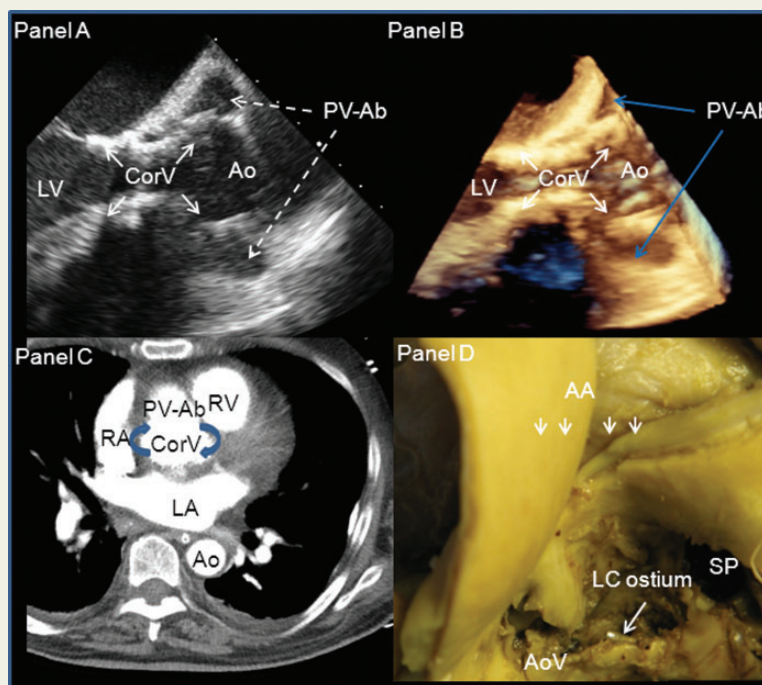 Panel A
PV-Ab
CorV
Ao
LV
Panel B
PV-Ab
CorV
Ao
LV
Panel C
PV-Ab
RV
RA
CorV
LA
Ao
Panel D
AA
SP
LC ostium
AoV